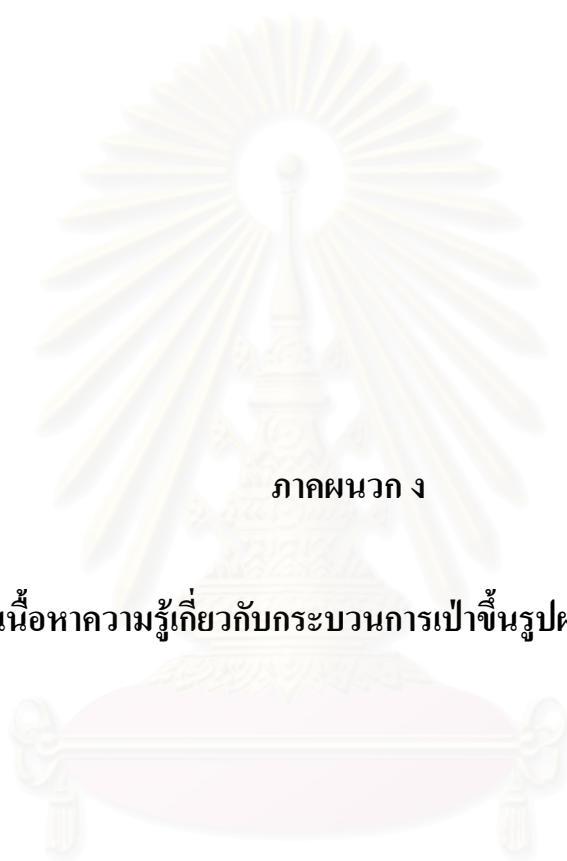 ภาคผนวก ง
นื้อหาความรู้เกี่ยวกับกระบวนการเป่าขึ้นรูป